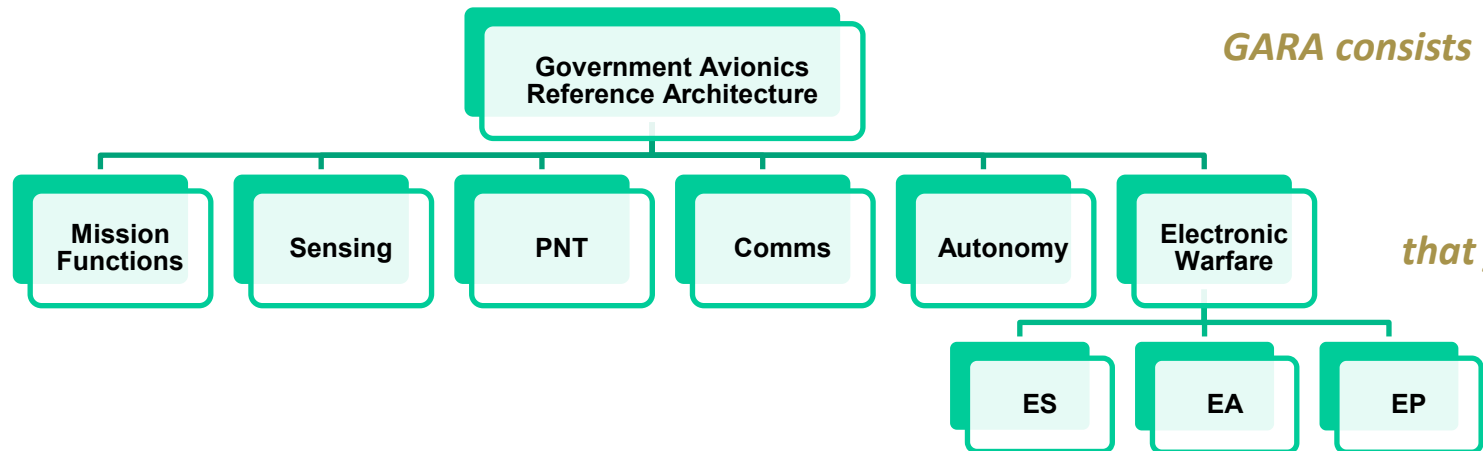 GARA consists
Government Avionics
Reference Architecture
Mission
Functions
Sensing
PNT
Comms
Autonomy
Electronic
Warfare
that
ES
EA
EP